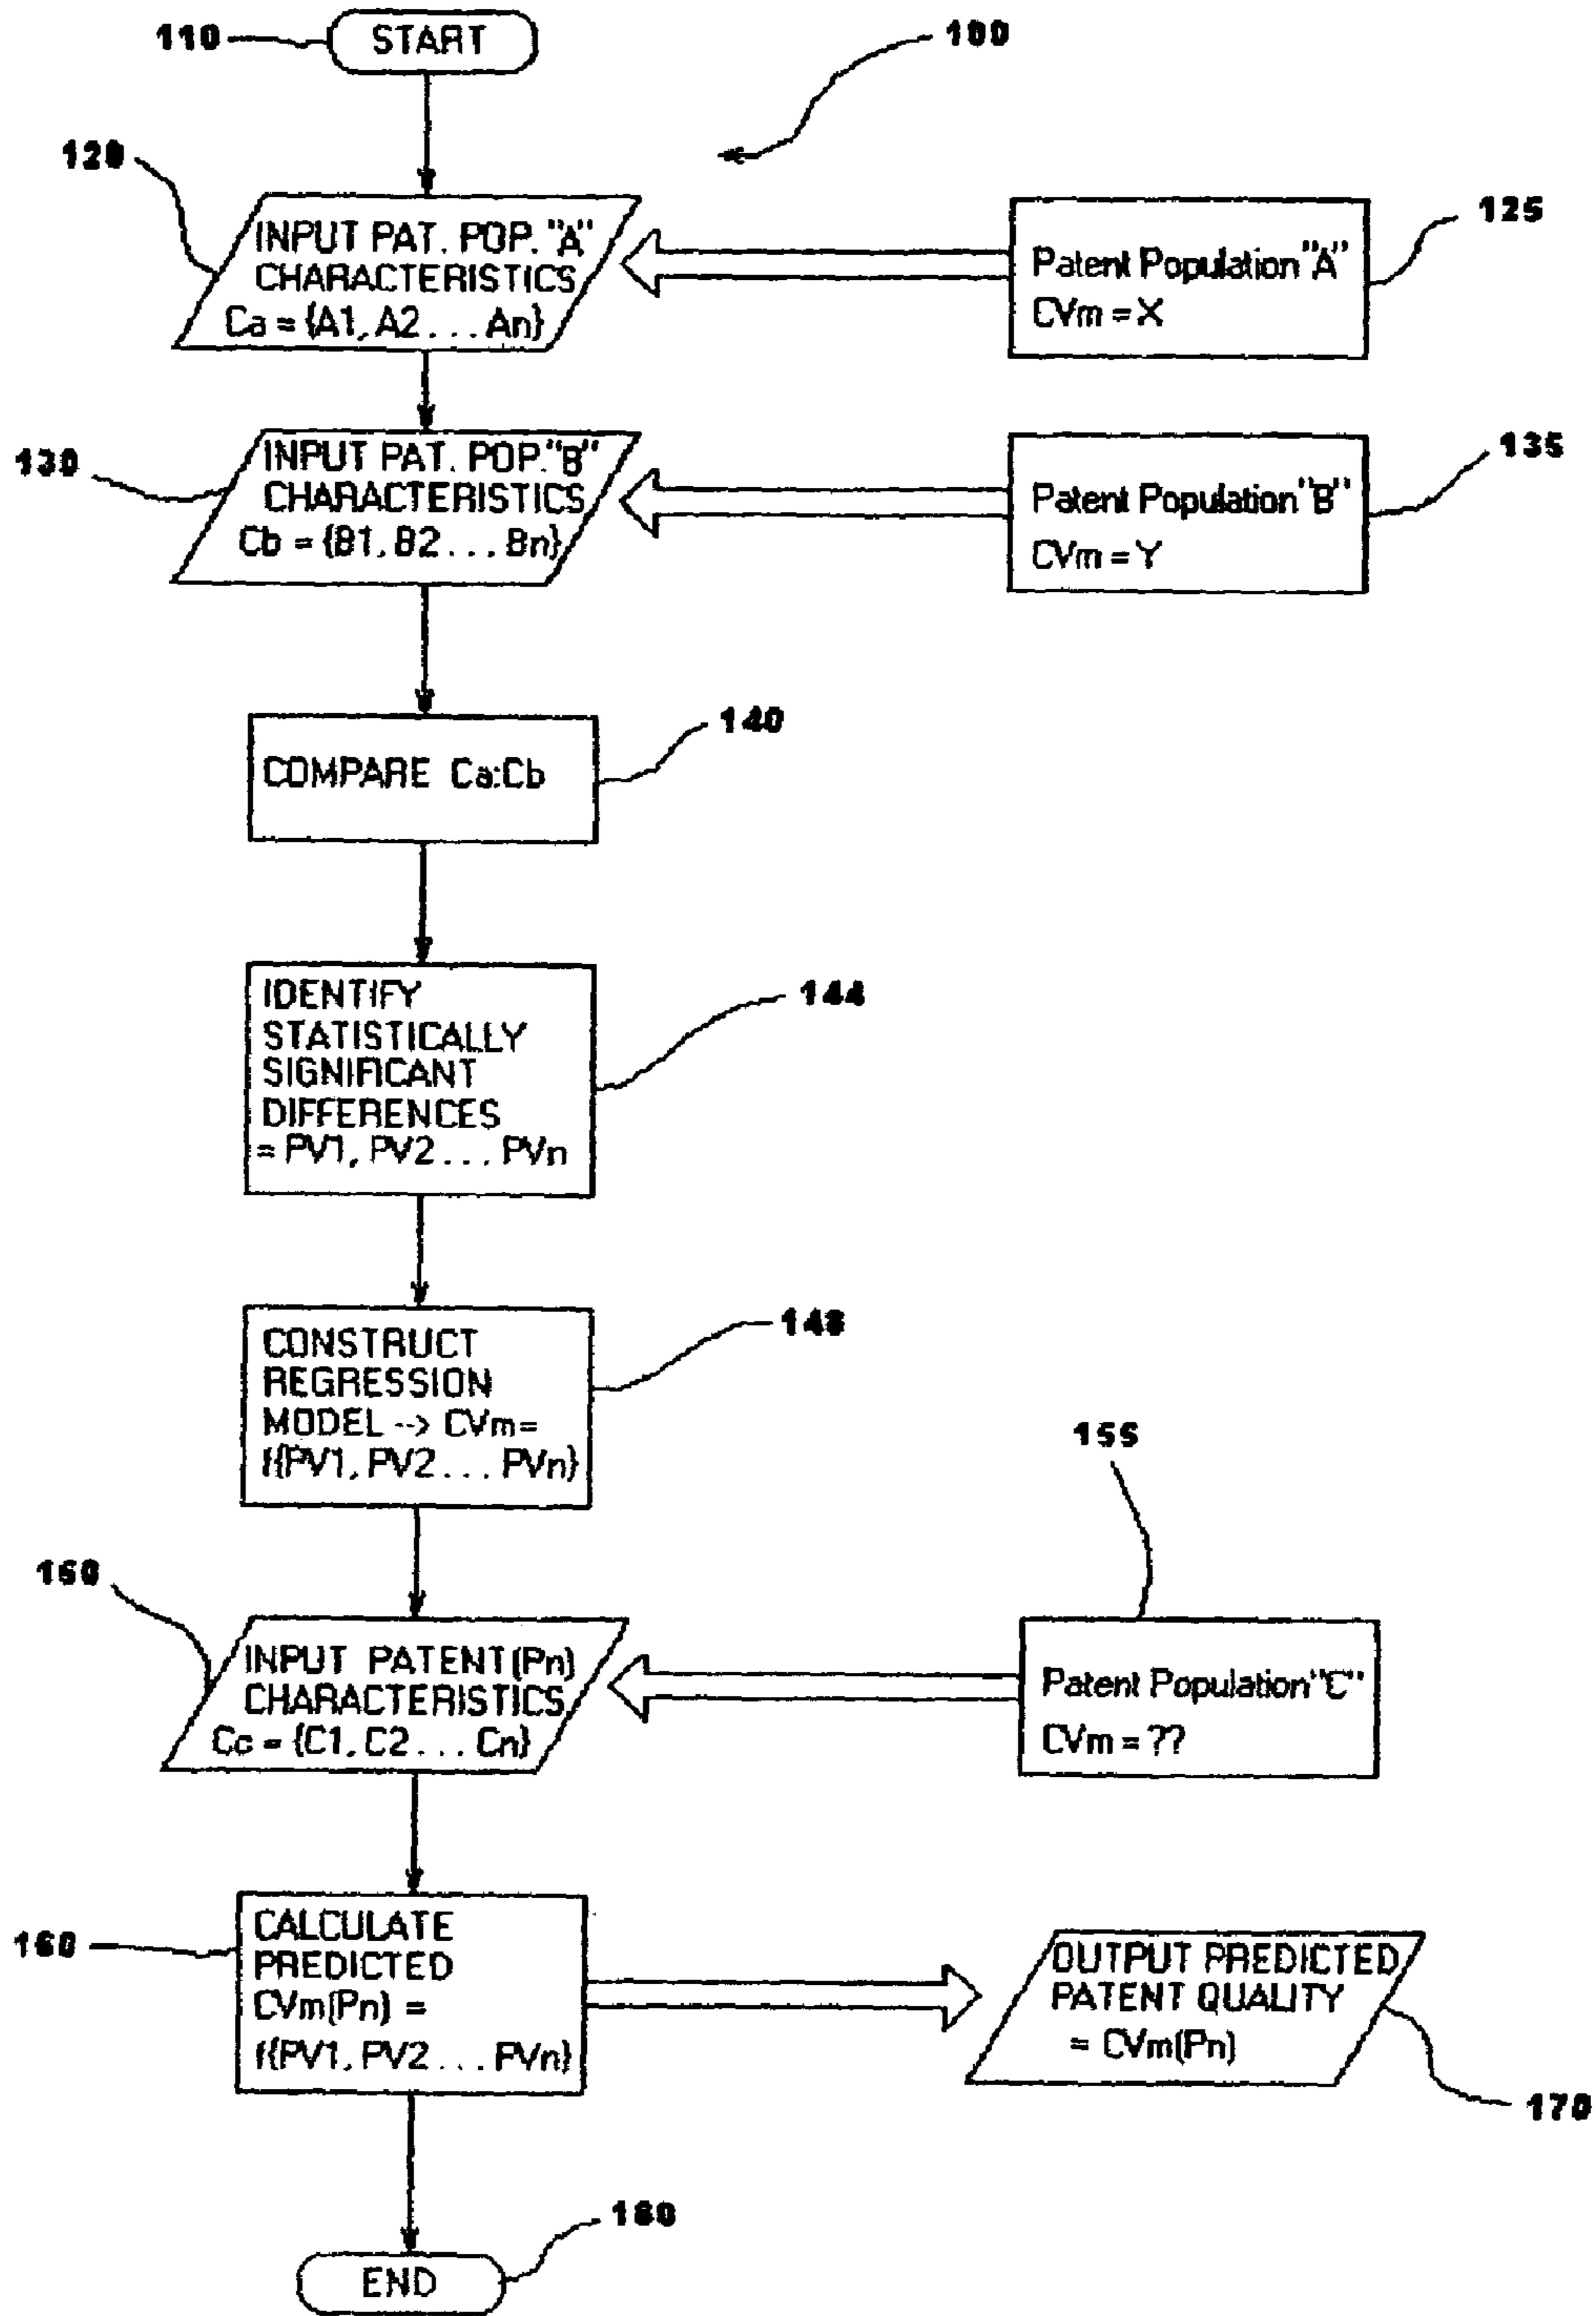 110
START
100
120
INPUT PAT. POP. "A"
CHARACTERISTICS
Ca = {A1, A2 ... An}
Patent Population "A"
CVm = X
125
130
INPUT PAT. POP. "B"
CHARACTERISTICS
Cb = {B1, B2 ... Bn}
Patent Population "B"
CVm = Y
135
COMPARE Ca:Cb
140
IDENTIFY
STATISTICALLY
SIGNIFICANT
DIFFERENCES
= PV1, PV2 ... PVn
144
CONSTRUCT
REGRESSION
MODEL --> CVm =
f{PV1, PV2 ... PVn}
148
150
INPUT PATENT (Pn)
CHARACTERISTICS
Cc = {C1, C2 ... Cn}
155
Patent Population "C"
CVm = ??
160
CALCULATE
PREDICTED
CVm(Pn) =
f{PV1, PV2 ... PVn}
OUTPUT PREDICTED
PATENT QUALITY
= CVm(Pn)
170
180
END